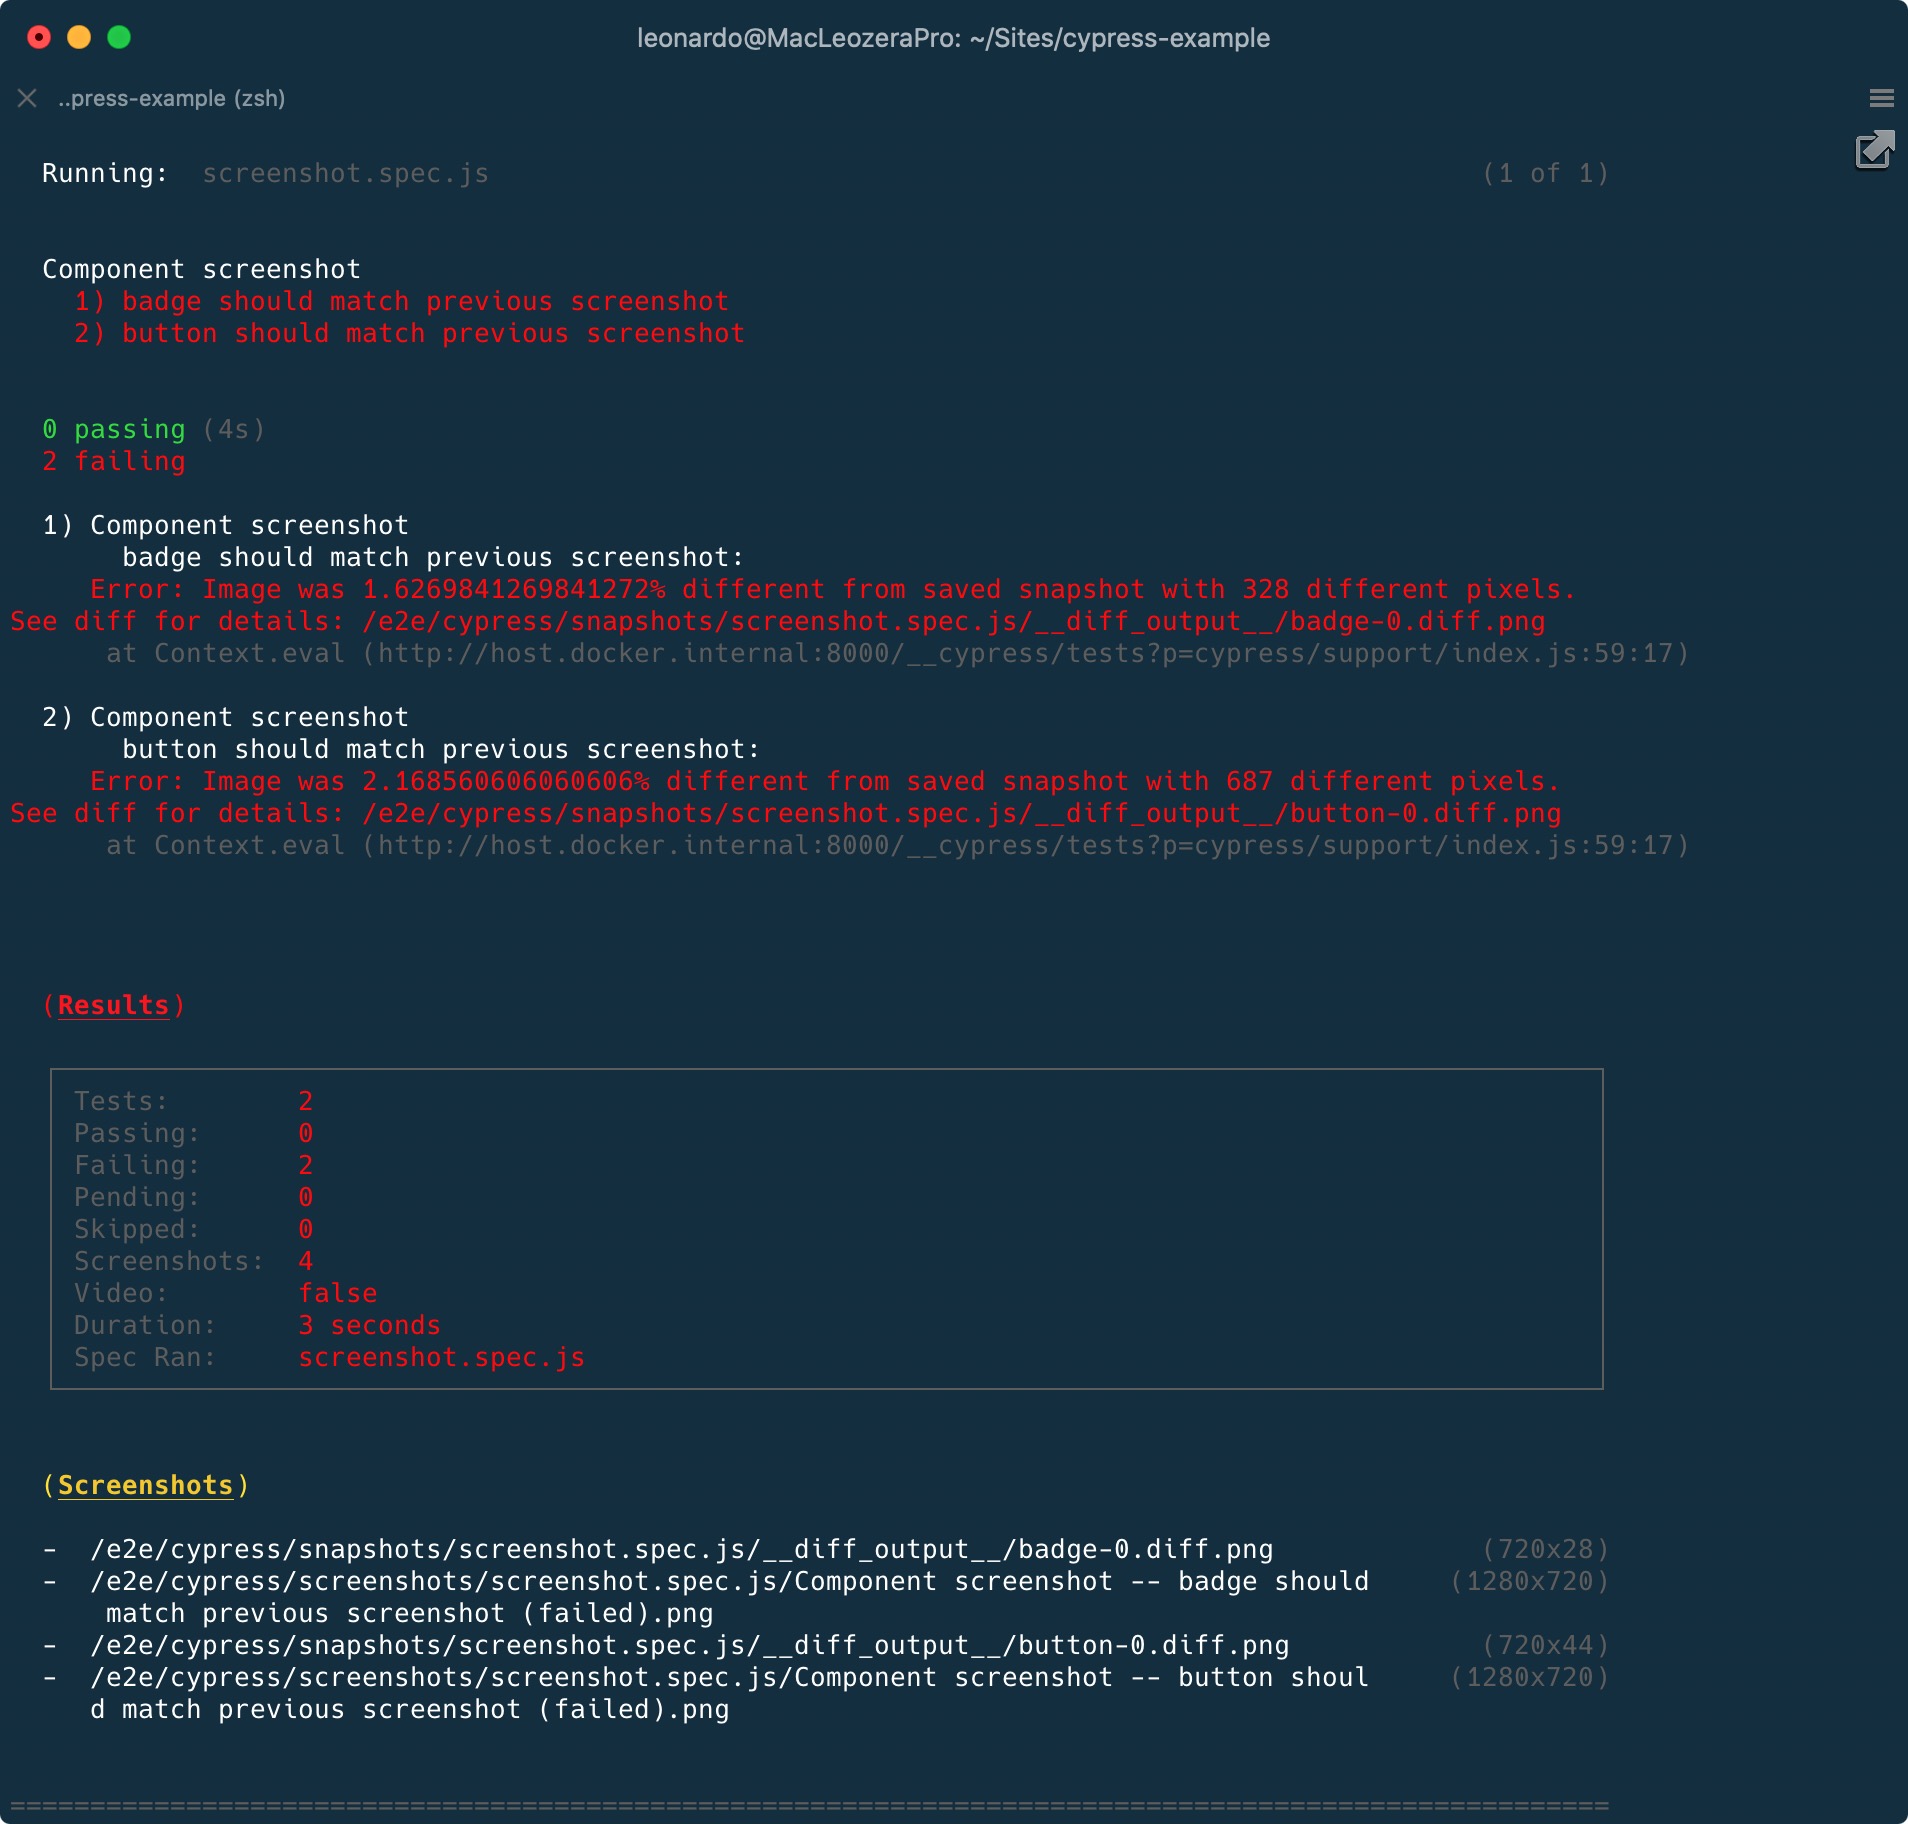 leonardo@MacLeozeraPro: ~/Sites/cypress-example
..press-example (zsh)
Running:  screenshot.spec.js (1 of 1)
Component screenshot
1) badge should match previous screenshot
2) button should match previous screenshot
0 passing (4s)
2 failing
1) Component screenshot
badge should match previous screenshot:
Error: Image was 1.6269841269841272% different from saved snapshot with 328 different pixels.
See diff for details: /e2e/cypress/snapshots/screenshot.spec.js/__diff_output__/badge-0.diff.png
at Context.eval (http://host.docker.internal:8000/__cypress/tests?p=cypress/support/index.js:59:17)
2) Component screenshot
button should match previous screenshot:
Error: Image was 2.168560606060606% different from saved snapshot with 687 different pixels.
See diff for details: /e2e/cypress/snapshots/screenshot.spec.js/__diff_output__/button-0.diff.png
at Context.eval (http://host.docker.internal:8000/__cypress/tests?p=cypress/support/index.js:59:17)
(Results)
Tests: 2
Passing: 0
Failing: 2
Pending: 0
Skipped: 0
Screenshots: 4
Video: false
Duration: 3 seconds
Spec Ran: screenshot.spec.js
(Screenshots)
- /e2e/cypress/snapshots/screenshot.spec.js/__diff_output__/badge-0.diff.png (720x28)
- /e2e/cypress/screenshots/screenshot.spec.js/Component screenshot -- badge should (1280x720)
match previous screenshot (failed).png
- /e2e/cypress/snapshots/screenshot.spec.js/__diff_output__/button-0.diff.png (720x44)
- /e2e/cypress/screenshots/screenshot.spec.js/Component screenshot -- button shoul (1280x720)
d match previous screenshot (failed).png
====================================================================================================